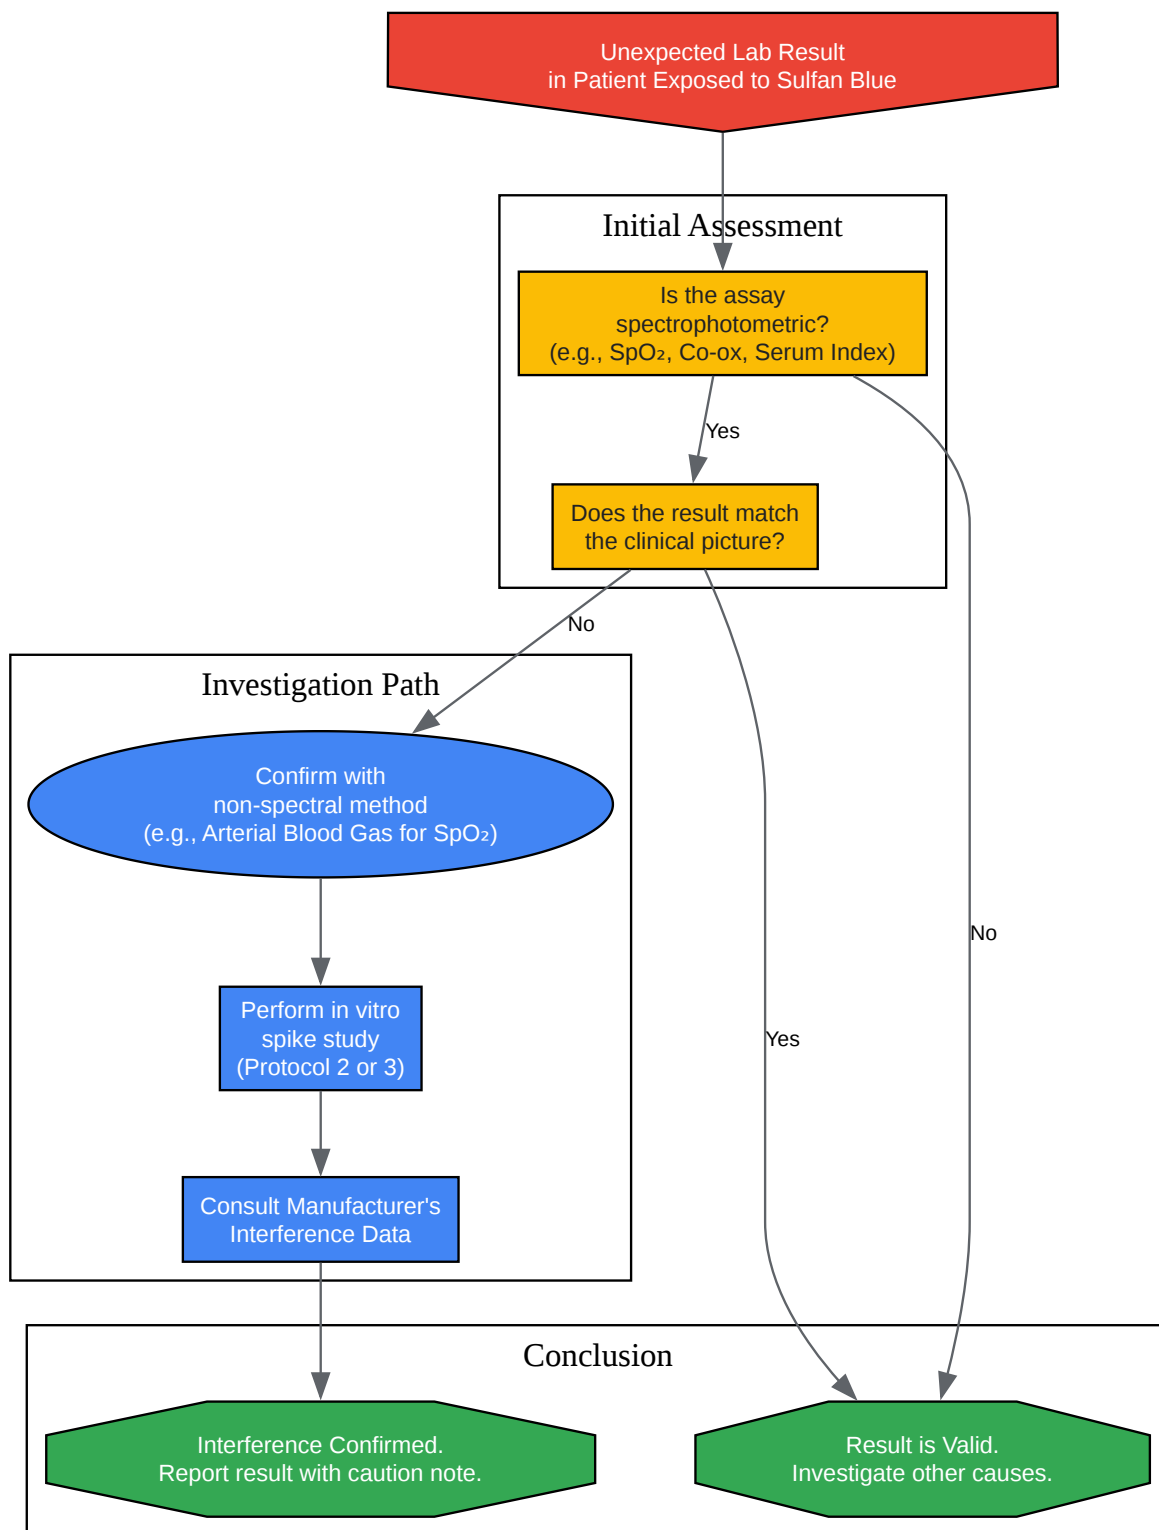 Unexpected Lab Result
in Patient Exposed to Sulfan Blue
Initial Assessment
Is the assay
spectrophotometric?
(e.g., SpO₂, Co-ox, Serum Index)
Yes
Does the result match
the clinical picture?
No
Investigation Path
Confirm with
non-spectral method
(e.g., Arterial Blood Gas for SpO₂)
No
Perform in vitro
spike study
(Protocol 2 or 3)
Yes
Consult Manufacturer's
Interference Data
Conclusion
Interference Confirmed.
Report result with caution note.
Result is Valid.
Investigate other causes.